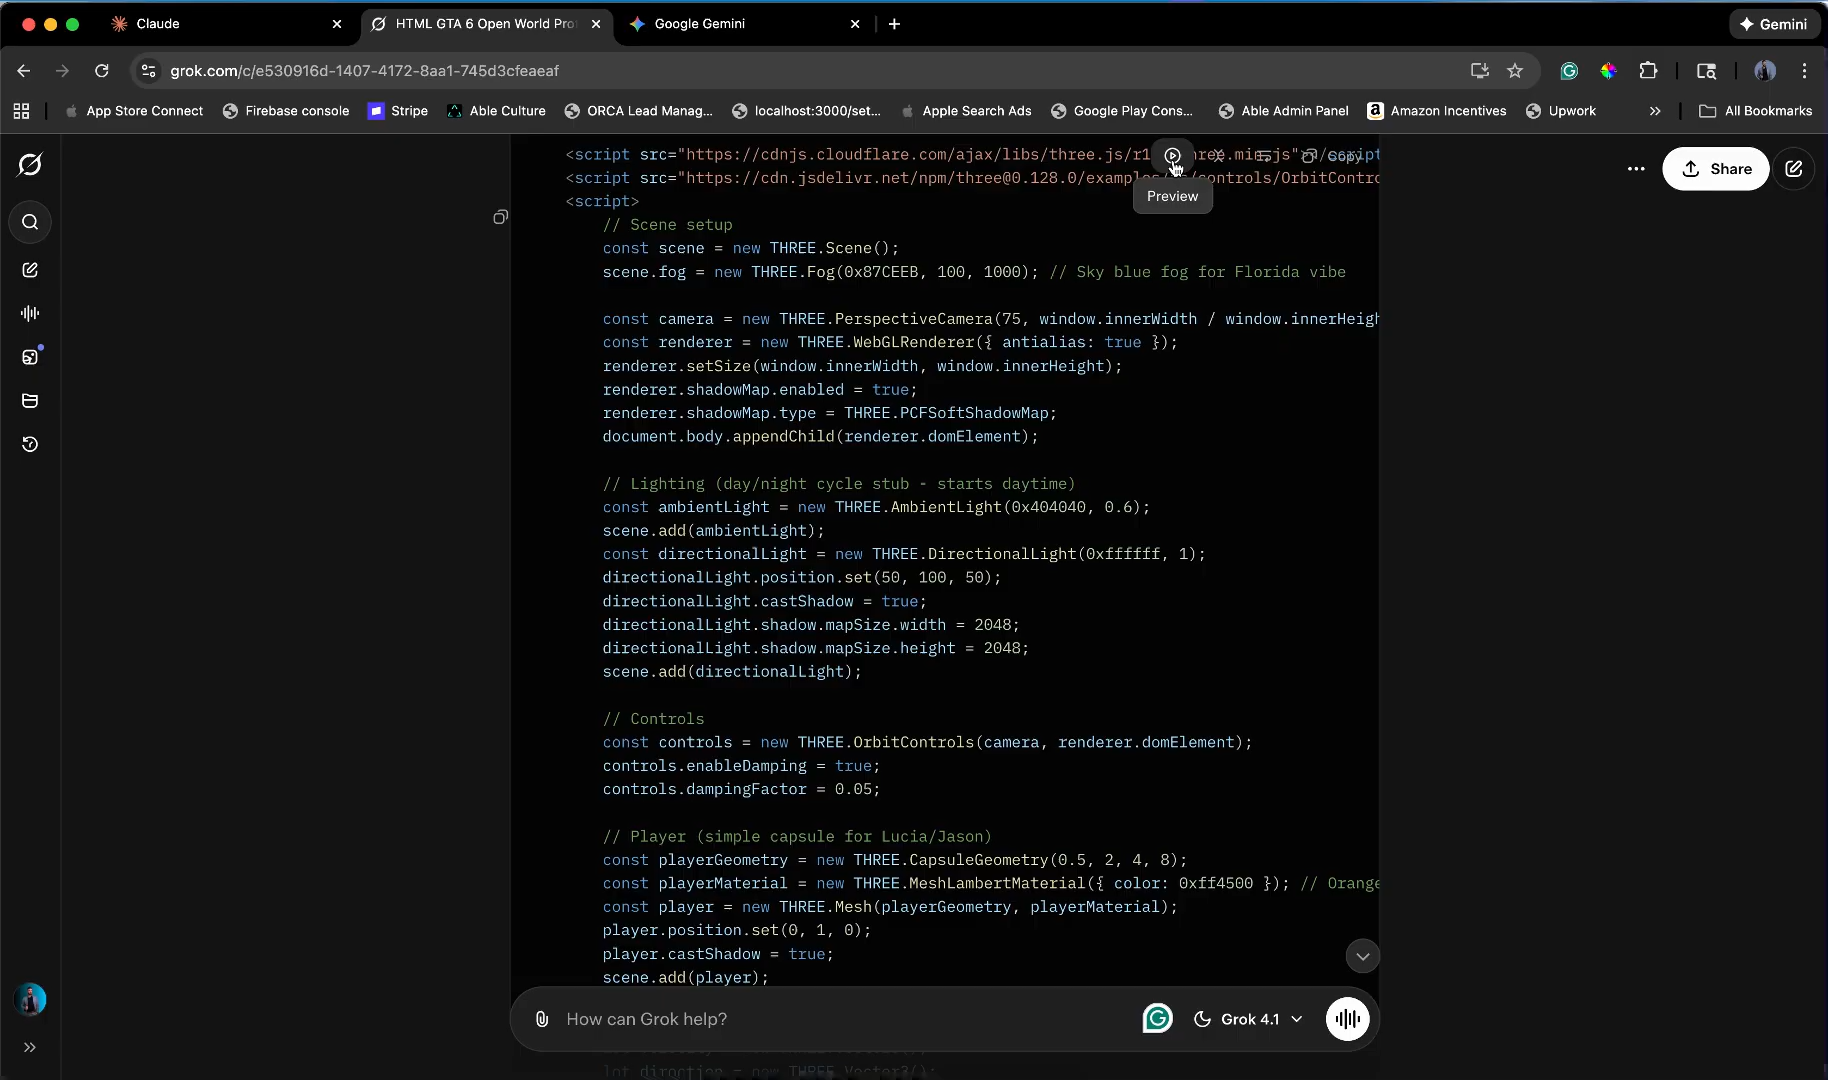 Claude
HTML GTA 6 Open World Pro
Google Gemini
Gemini
grok.com/c/e530916d-1407-4172-8aa1-745d3cfeaeaf
App Store Connect
Firebase console
Stripe
Able Culture
ORCA Lead Manag...
localhost:3000/set...
Apple Search Ads
Google Play Cons...
Able Admin Panel
Amazon Incentives
Upwork
All Bookmarks
<script src="https://cdnjs.cloudflare.com/ajax/libs/three.js/r1
Copy
<script src="https://cdn.jsdelivr.net/npm/three@0.128.0/examples/js/controls/OrbitContro
Share
Preview
<script>
// Scene setup
const scene = new THREE.Scene();
scene.fog = new THREE.Fog(0x87CEEB, 100, 1000); // Sky blue fog for Florida vibe
const camera = new THREE.PerspectiveCamera(75, window.innerWidth / window.innerHeigh
const renderer = new THREE.WebGLRenderer({ antialias: true });
renderer.setSize(window.innerWidth, window.innerHeight);
renderer.shadowMap.enabled = true;
renderer.shadowMap.type = THREE.PCFSoftShadowMap;
document.body.appendChild(renderer.domElement);
// Lighting (day/night cycle stub - starts daytime)
const ambientLight = new THREE.AmbientLight(0x404040, 0.6);
scene.add(ambientLight);
const directionalLight = new THREE.DirectionalLight(0xffffff, 1);
directionalLight.position.set(50, 100, 50);
directionalLight.castShadow = true;
directionalLight.shadow.mapSize.width = 2048;
directionalLight.shadow.mapSize.height = 2048;
scene.add(directionalLight);
// Controls
const controls = new THREE.OrbitControls(camera, renderer.domElement);
controls.enableDamping = true;
controls.dampingFactor = 0.05;
// Player (simple capsule for Lucia/Jason)
const playerGeometry = new THREE.CapsuleGeometry(0.5, 2, 4, 8);
const playerMaterial = new THREE.MeshLambertMaterial({ color: 0xff4500 }); // Orange
const player = new THREE.Mesh(playerGeometry, playerMaterial);
player.position.set(0, 1, 0);
player.castShadow = true;
scene.add(player);
How can Grok help?
Grok 4.1
let direction = new THREE.Vector3();